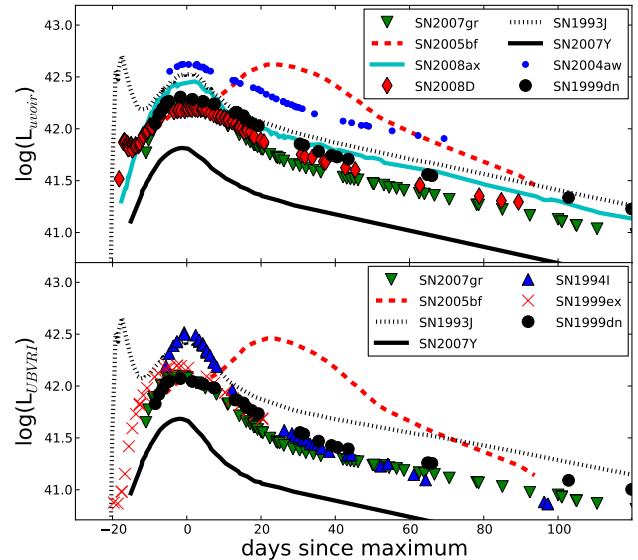 43.0
42.5
42.0
41.5
41.0
log(L_uvoir)
SN2007gr
SN2005bf
SN2008ax
SN2008D
SN1993J
SN2007Y
SN2004aw
SN1999dn
43.0
42.5
42.0
41.5
41.0
log(L_UBVRI)
SN2007gr
SN2005bf
SN1993J
SN2007Y
SN1994I
SN1999ex
SN1999dn
−20 0 20 40 60 80 100
days since maximum